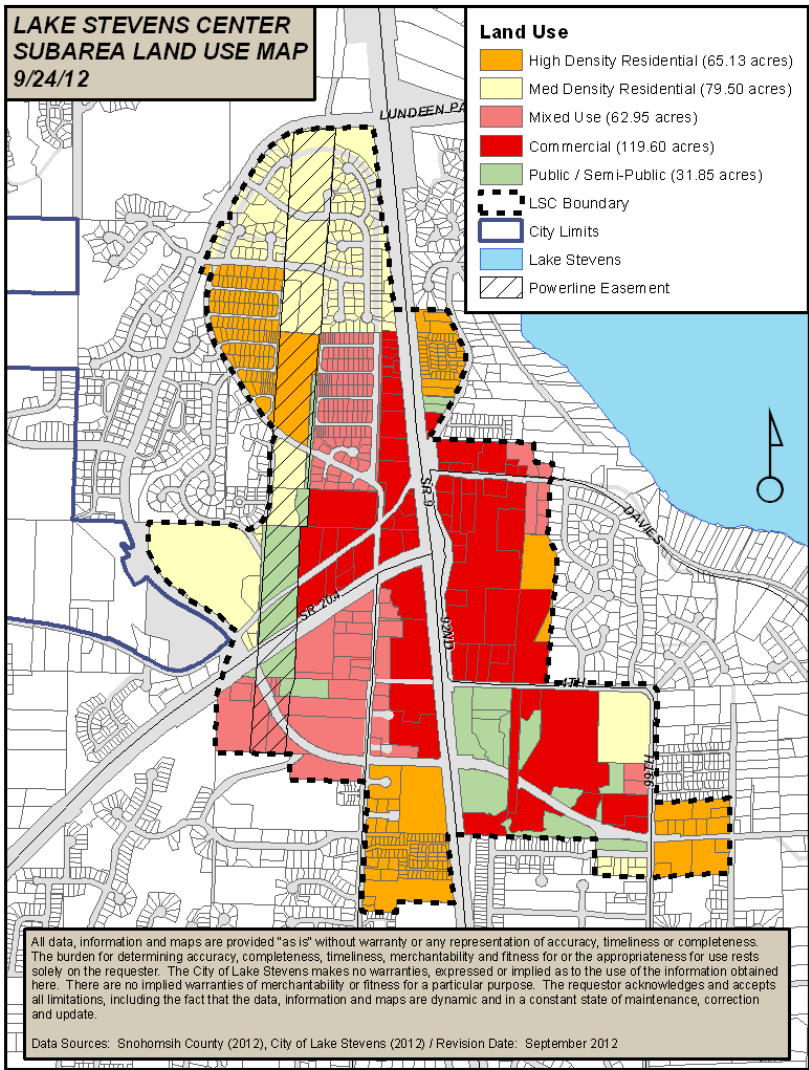 LAKE STEVENS CENTER
SUBAREA LAND USE MAP
9/24/12
Land Use
High Density Residential (65.13 acres)
Med Density Residential (79.50 acres)
Mixed Use (62.95 acres)
Commercial (119.60 acres)
Public / Semi-Public (31.85 acres)
LSC Boundary
City Limits
Lake Stevens
Powerline Easement
LUNDEEN PA
SR 9
DAVIES
SR 204
92ND
4TH
99TH
All data, information and maps are provided "as is" without warranty or any representation of accuracy, timeliness or completeness.
The burden for determining accuracy, completeness, timeliness, merchantability and fitness for or the appropriateness for use rests
solely on the requester. The City of Lake Stevens makes no warranties, expressed or implied as to the use of the information obtained
here. There are no implied warranties of merchantability or fitness for a particular purpose. The requestor acknowledges and accepts
all limitations, including the fact that the data, information and maps are dynamic and in a constant state of maintenance, correction
and update.
Data Sources: Snohomsih County (2012), City of Lake Stevens (2012) / Revision Date: September 2012